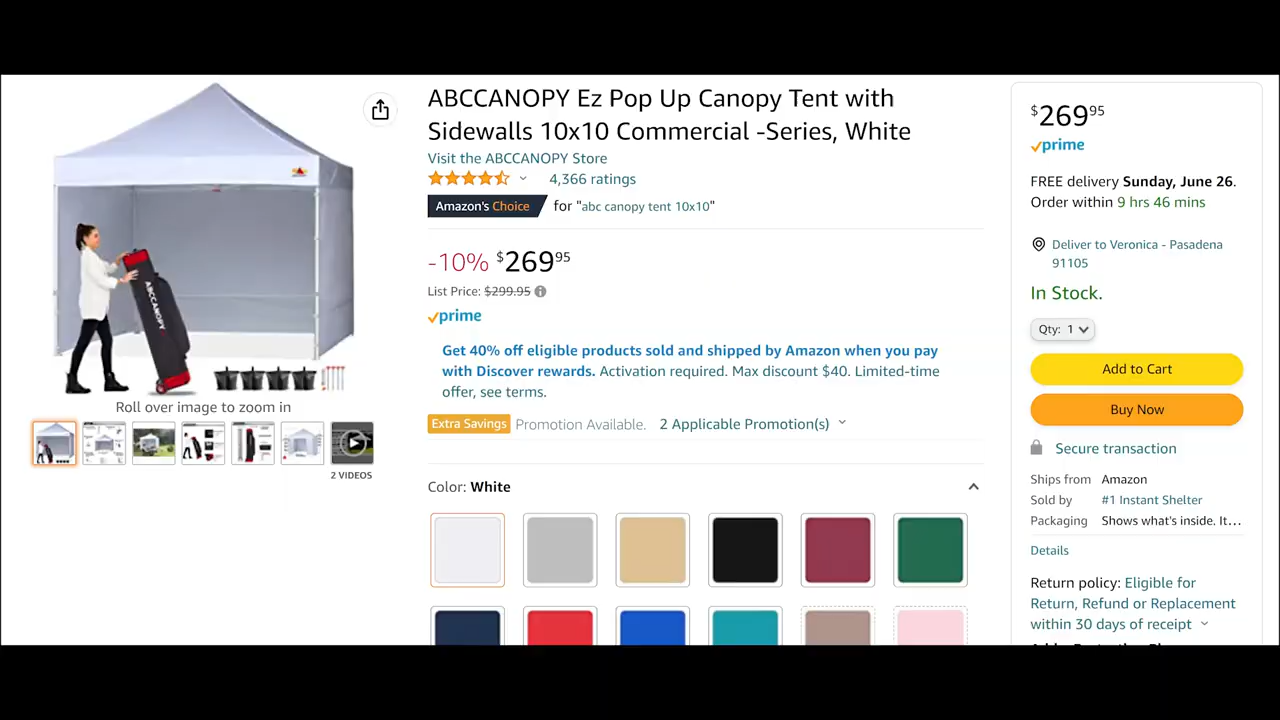 ABCCANOPY Ez Pop Up Canopy Tent with
Sidewalls 10x10 Commercial -Series, White
Visit the ABCCANOPY Store
4,366 ratings
Amazon's Choice for "abc canopy tent 10x10"
-10% $269 95
List Price: $299.95
prime
Get 40% off eligible products sold and shipped by Amazon when you pay
with Discover rewards. Activation required. Max discount $40. Limited-time
offer, see terms.
Extra Savings Promotion Available. 2 Applicable Promotion(s)
Color: White
ABCCANOPY
Roll over image to zoom in
2 VIDEOS
$269 95
prime
FREE delivery Sunday, June 26.
Order within 9 hrs 46 mins
Deliver to Veronica - Pasadena
91105
In Stock.
Qty: 1
Add to Cart
Buy Now
Secure transaction
Ships from Amazon
Sold by #1 Instant Shelter
Packaging Shows what's inside. It...
Details
Return policy: Eligible for
Return, Refund or Replacement
within 30 days of receipt